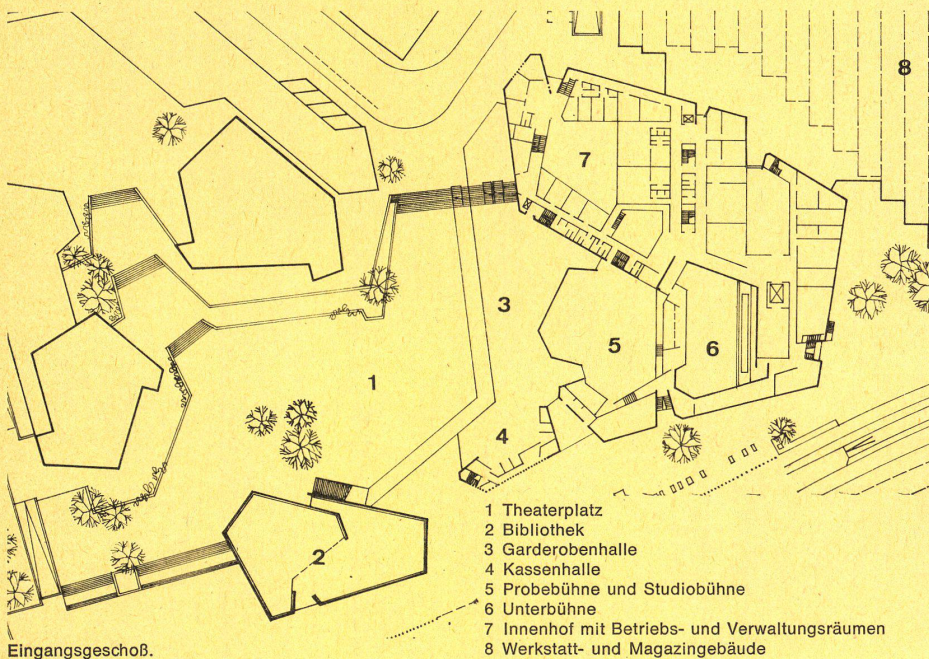 8
7
3
5
6
1
4
2
1 Theaterplatz
2 Bibliothek
3 Garderobenhalle
4 Kassenhalle
5 Probebühne und Studiobühne
6 Unterbühne
7 Innenhof mit Betriebs- und Verwaltungsräumen
8 Werkstatt- und Magazingebäude
Eingangsgeschoß.